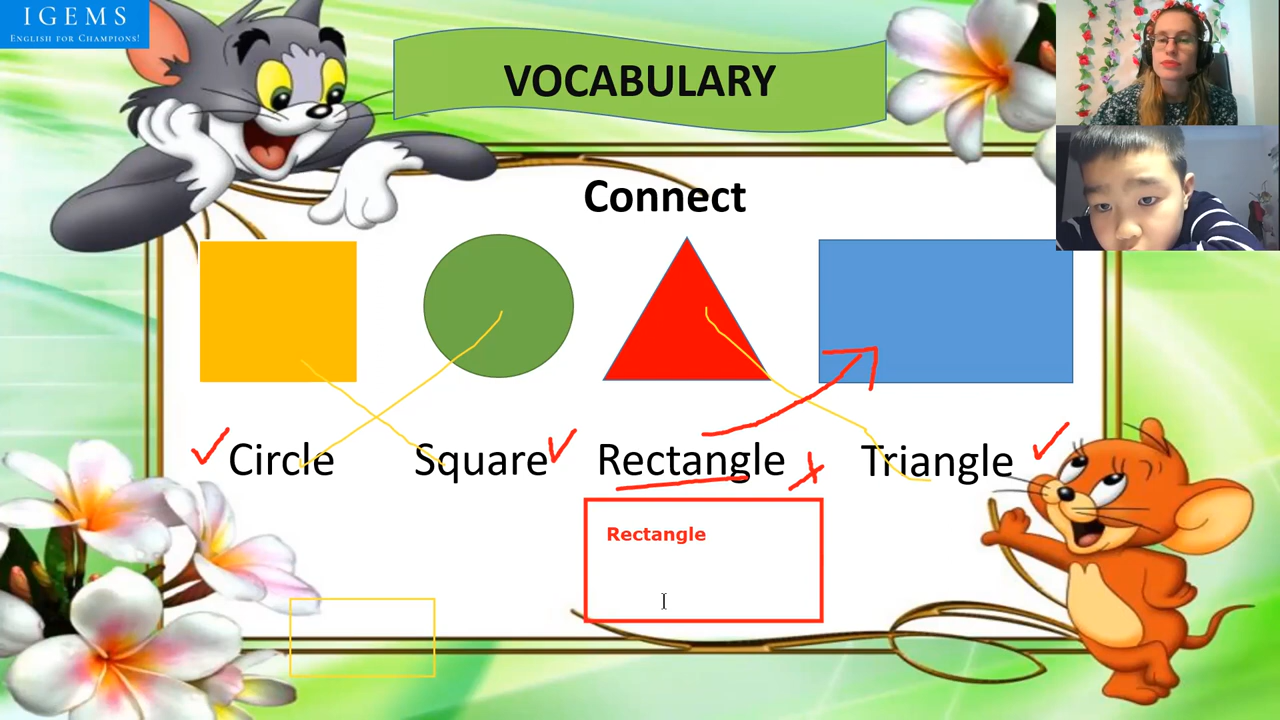 IGEMS
ENGLISH FOR CHAMPIONS!
VOCABULARY
Connect
Circle Square Rectangle Triangle
Rectangle